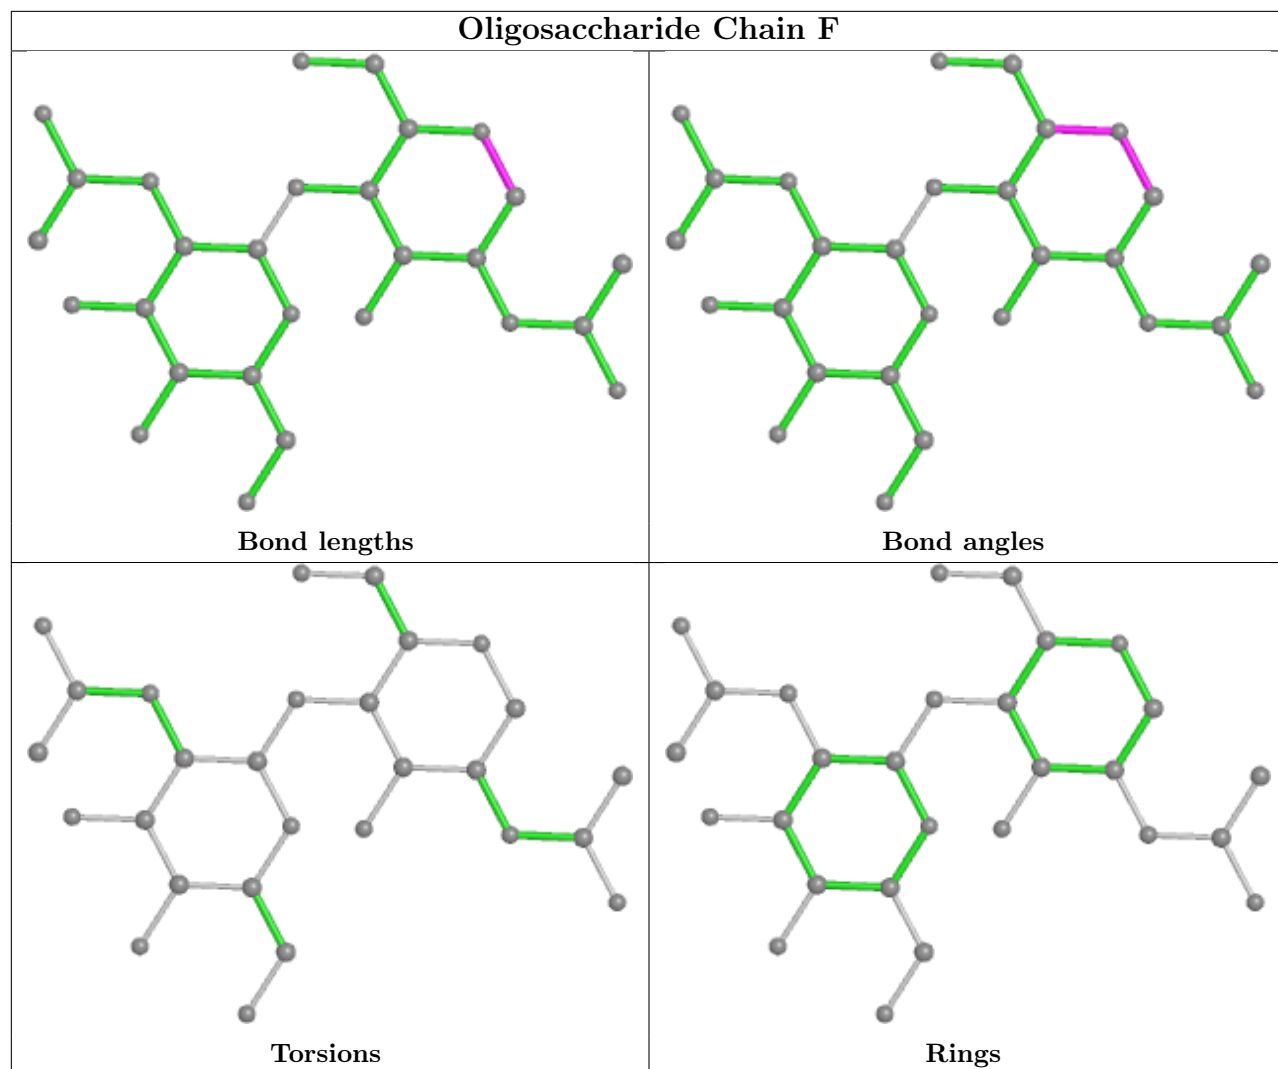 Oligosaccharide Chain F
Bond lengths
Bond angles
Torsions
Rings